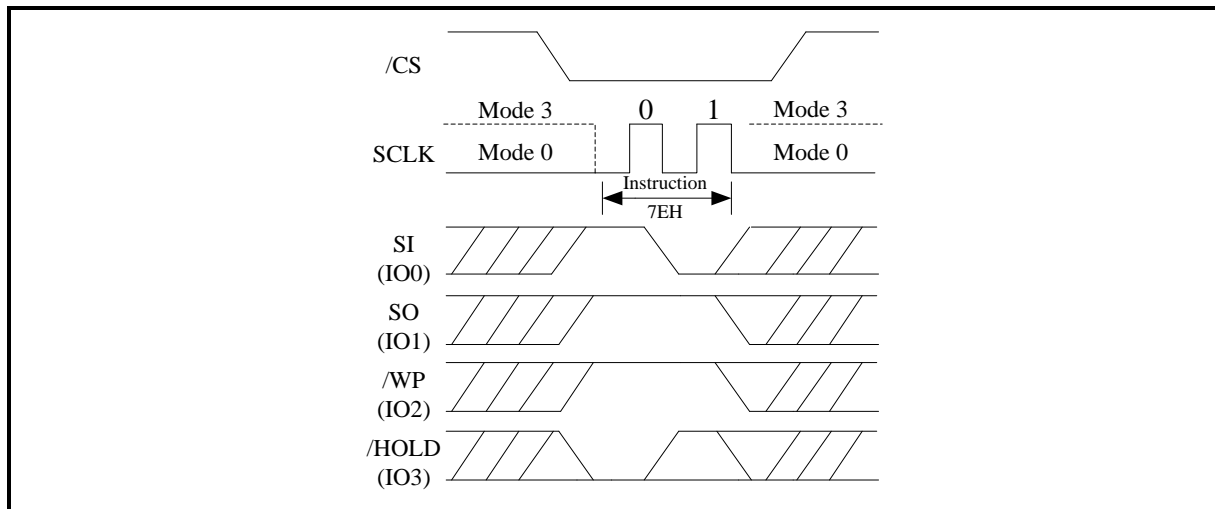 /CS
Mode 3 0 1 Mode 3
SCLK Mode 0 Mode 0
Instruction
7EH
SI
(IO0)
SO
(IO1)
/WP
(IO2)
/HOLD
(IO3)